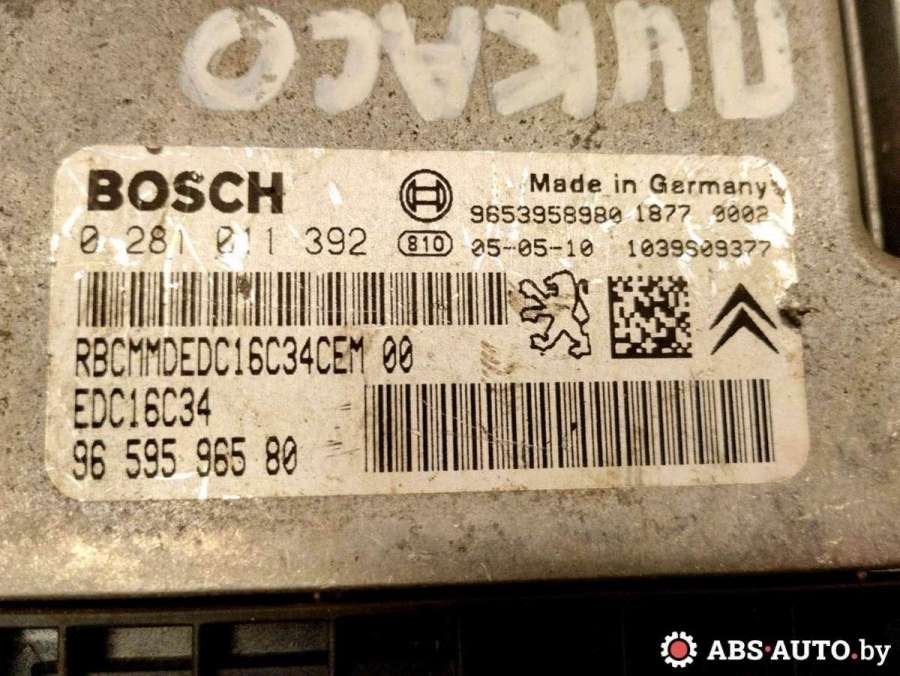 ПИКАСО
BOSCH
Made in Germany
9653958980 1877 0002
0 281 011 392
810
05-05-10 1039S09377
RBCMMDEDC16C34CEM 00
EDC16C34
96 595 965 80
ABS-AUTO.by